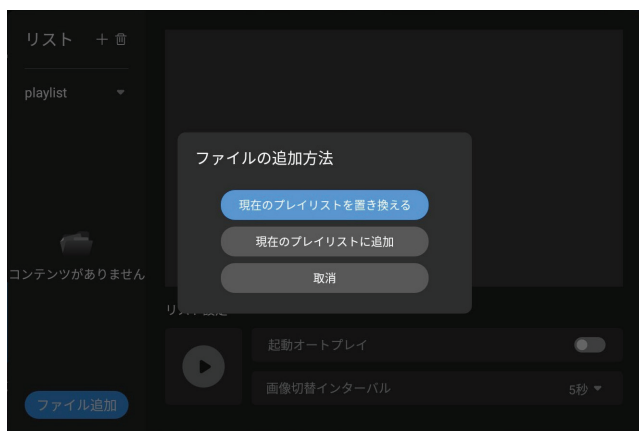 リスト
playlist
ファイルの追加方法
現在のプレイリストを置き換える
現在のプレイリストに追加
取消
コンテンツがありません
起動オートプレイ
画像切替インターバル
5秒
ファイル追加